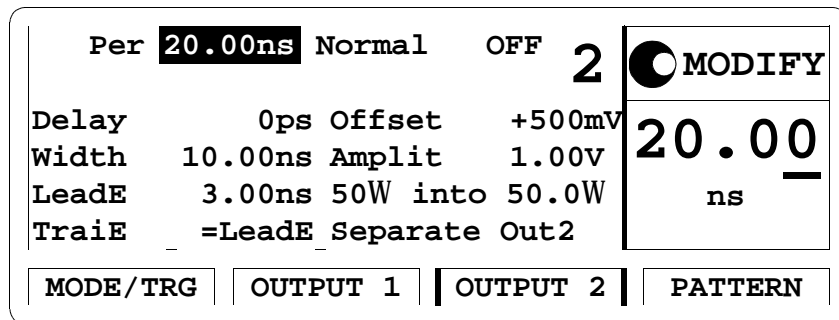 Per 20.00ns Normal OFF 2
MODIFY
Delay 0ps Offset +500mV
Width 10.00ns Amplit 1.00V
20.00
LeadE 3.00ns 50W into 50.0W
ns
TraiE =LeadE Separate Out2
MODE/TRG OUTPUT 1 OUTPUT 2 PATTERN